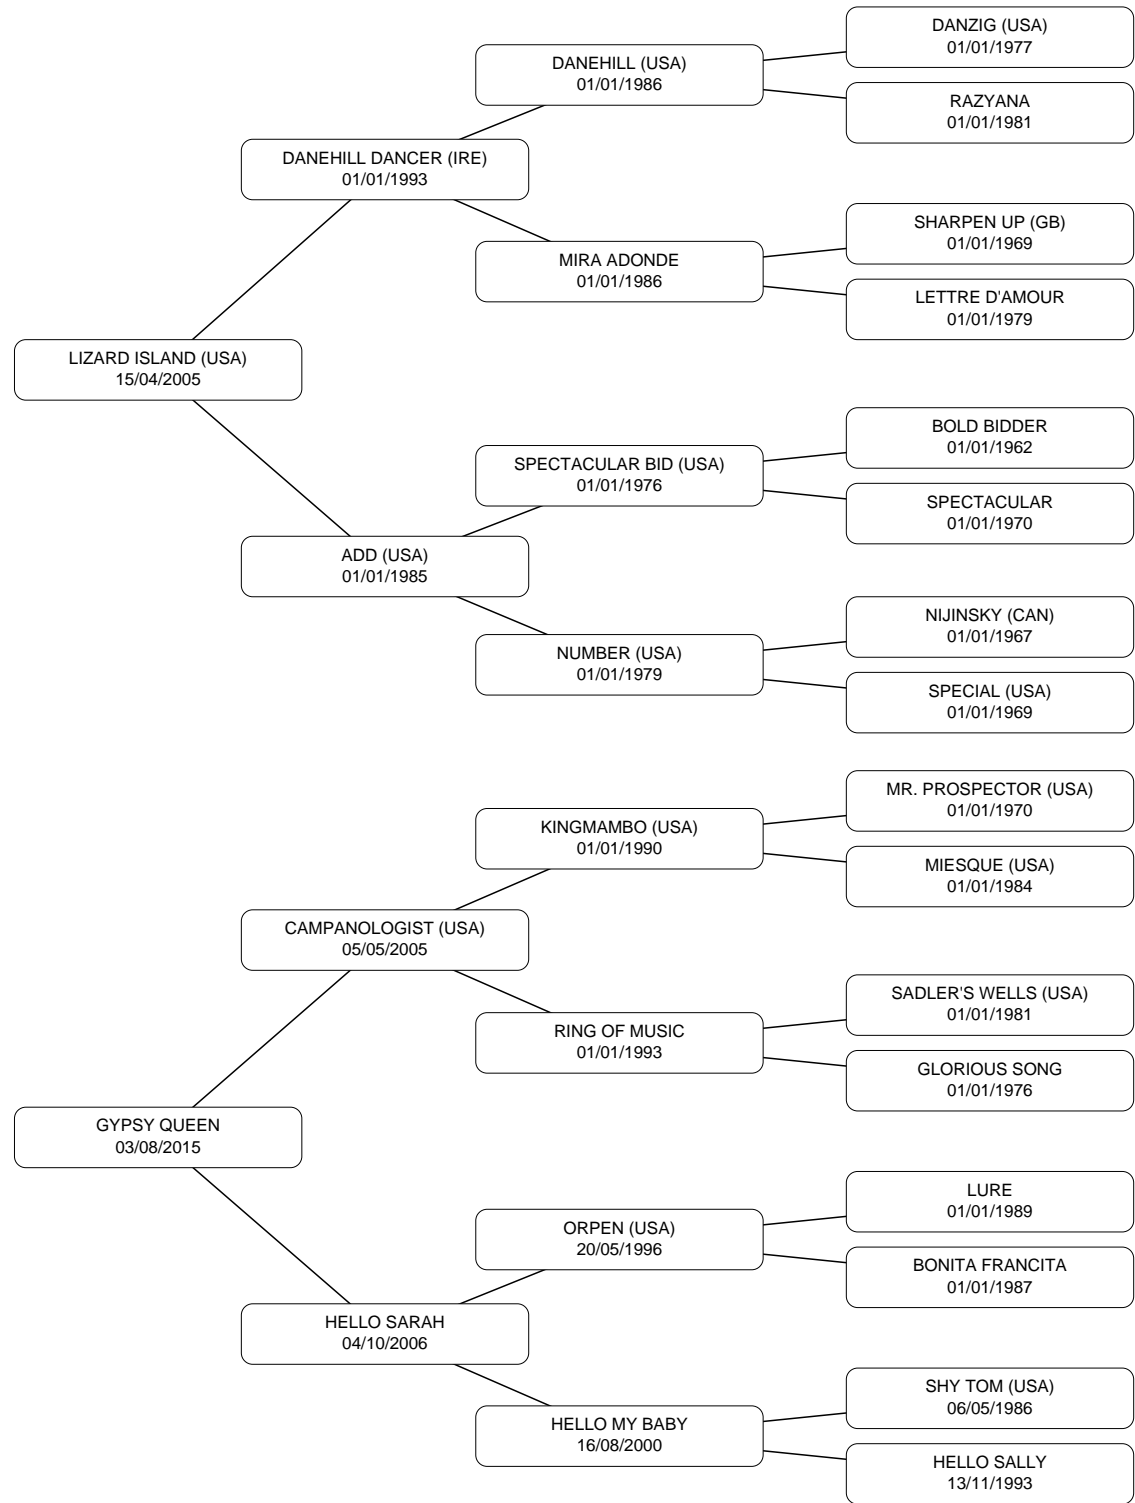 DANZIG (USA)
01/01/1977
DANEHILL (USA)
01/01/1986
RAZYANA
01/01/1981
DANEHILL DANCER (IRE)
01/01/1993
SHARPEN UP (GB)
01/01/1969
MIRA ADONDE
01/01/1986
LETTRE D'AMOUR
01/01/1979
LIZARD ISLAND (USA)
15/04/2005
BOLD BIDDER
01/01/1962
SPECTACULAR BID (USA)
01/01/1976
SPECTACULAR
01/01/1970
ADD (USA)
01/01/1985
NIJINSKY (CAN)
01/01/1967
NUMBER (USA)
01/01/1979
SPECIAL (USA)
01/01/1969
MR. PROSPECTOR (USA)
01/01/1970
KINGMAMBO (USA)
01/01/1990
MIESQUE (USA)
01/01/1984
CAMPANOLOGIST (USA)
05/05/2005
SADLER'S WELLS (USA)
01/01/1981
RING OF MUSIC
01/01/1993
GLORIOUS SONG
01/01/1976
GYPSY QUEEN
03/08/2015
LURE
01/01/1989
ORPEN (USA)
20/05/1996
BONITA FRANCITA
01/01/1987
HELLO SARAH
04/10/2006
SHY TOM (USA)
06/05/1986
HELLO MY BABY
16/08/2000
HELLO SALLY
13/11/1993